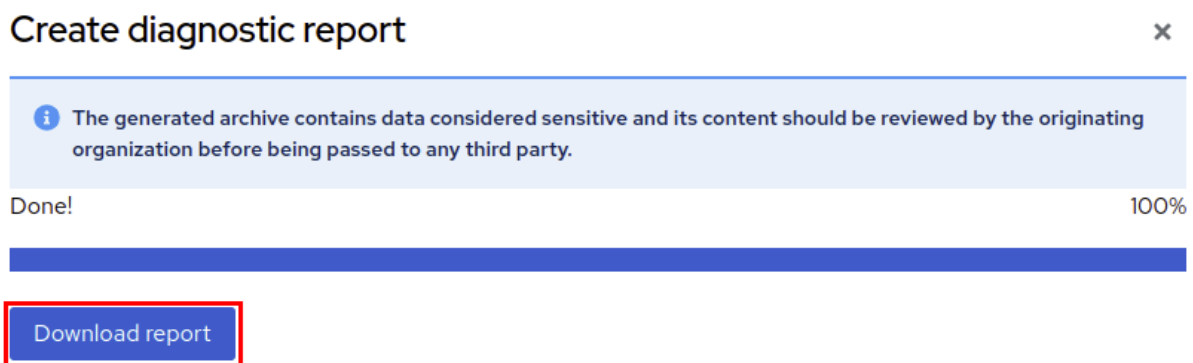 Create diagnostic report
The generated archive contains data considered sensitive and its content should be reviewed by the originating
organization before being passed to any third party.
Done! 100%
Download report